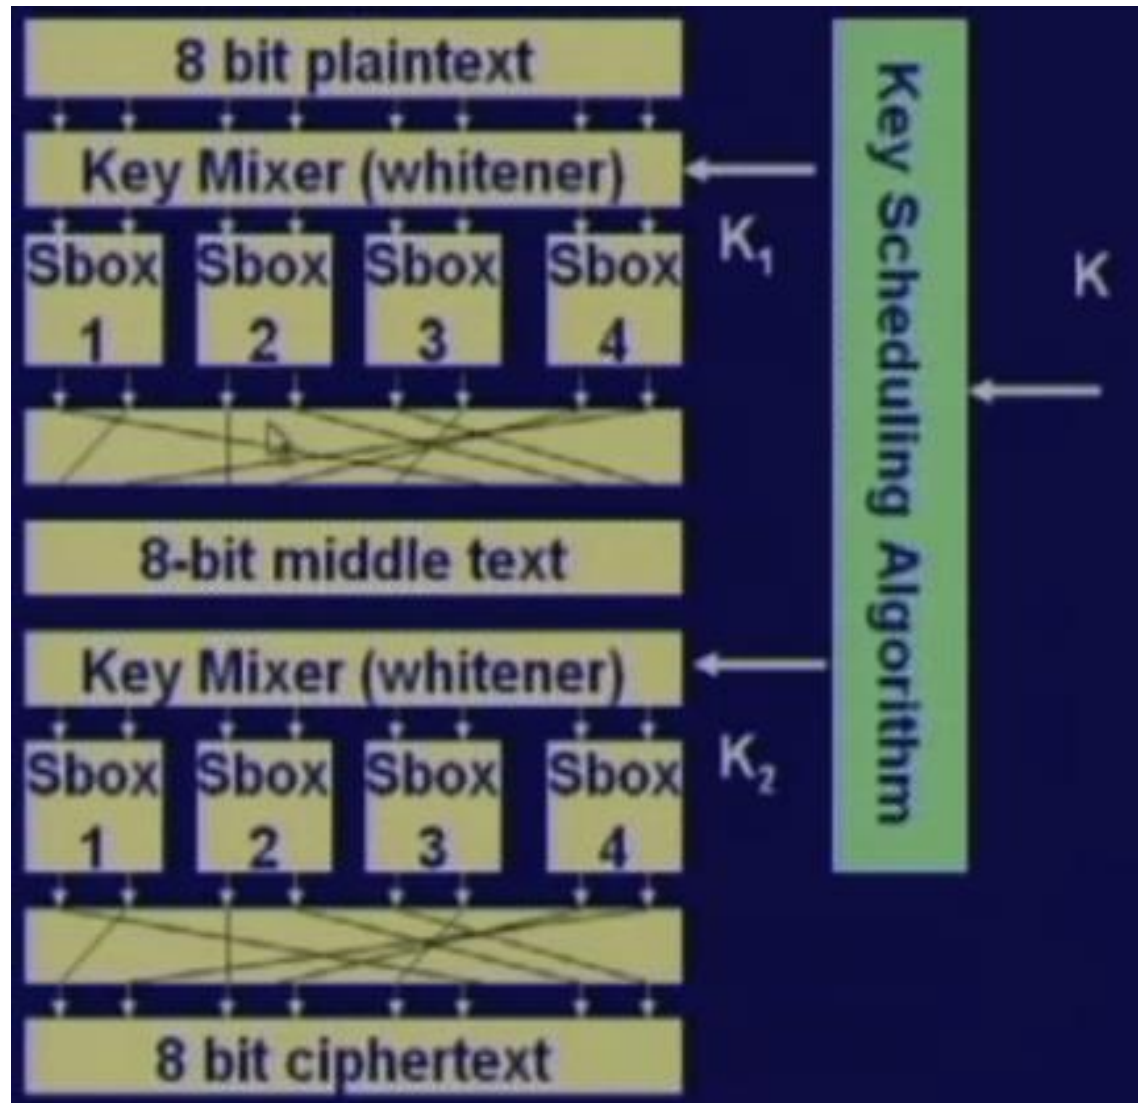 8 bit plaintext
Key Mixer (whitener)
K1
Sbox 1
Sbox 2
Sbox 3
Sbox 4
8-bit middle text
Key Mixer (whitener)
K2
Sbox 1
Sbox 2
Sbox 3
Sbox 4
8 bit ciphertext
Key Scheduling Algorithm
K